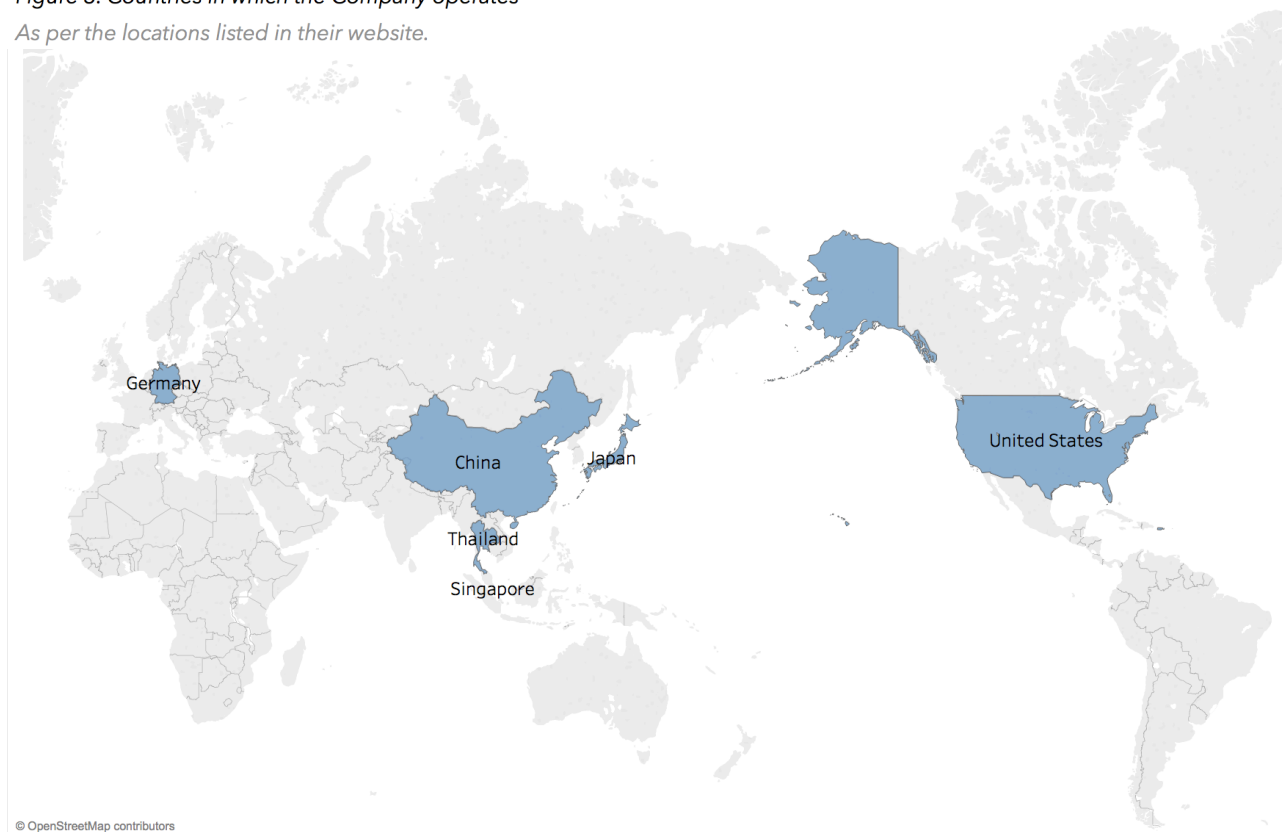 Countries in which the Company operates
As per the locations listed in their website.
Germany
China
Japan
United States
Thailand
Singapore
© OpenStreetMap contributors